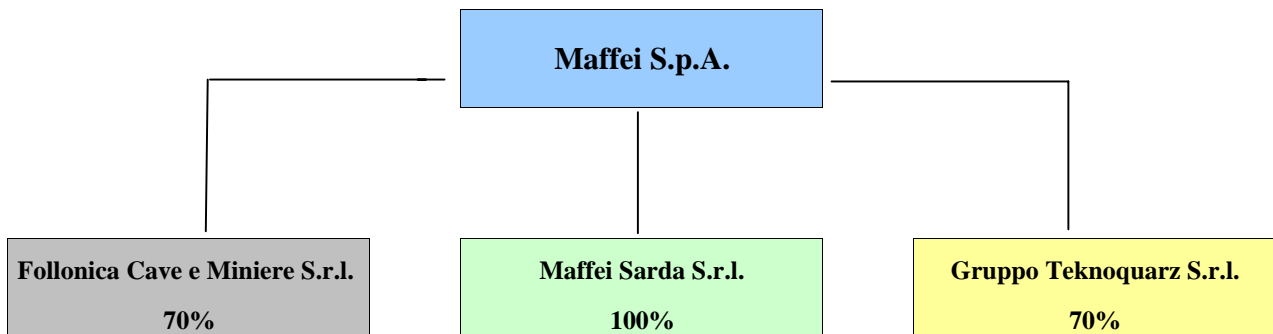 Maffei S.p.A.
Follonica Cave e Miniere S.r.l.
70%
Maffei Sarda S.r.l.
100%
Gruppo Teknoquarz S.r.l.
70%